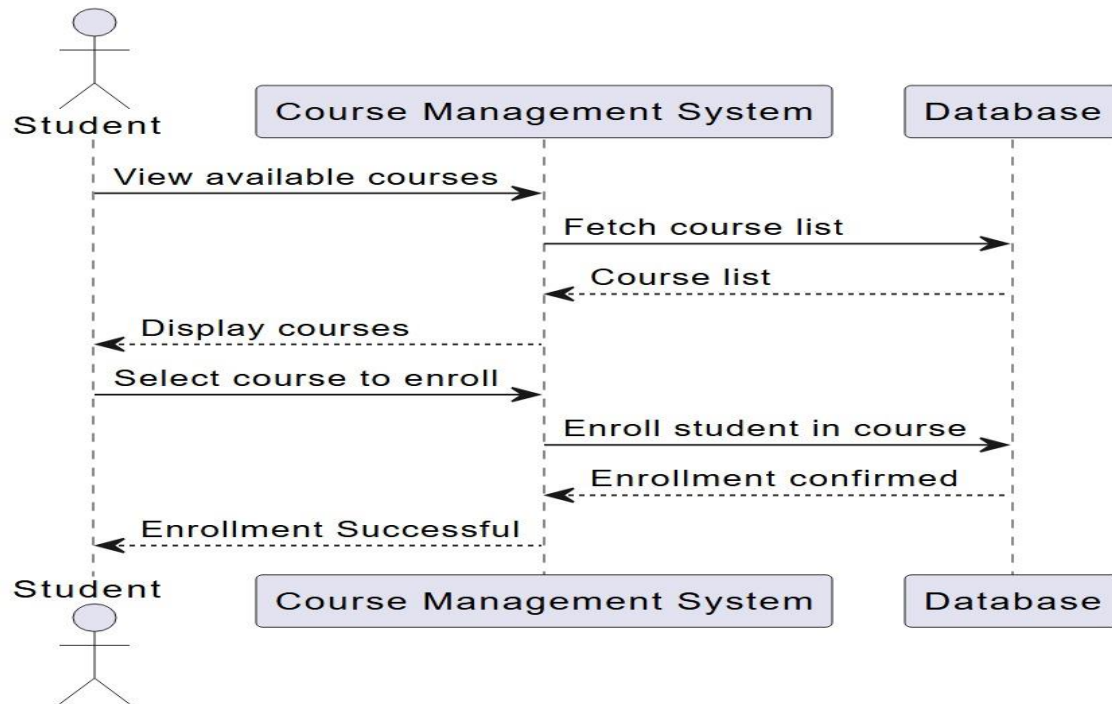 Student
Course Management System
Database
View available courses
Fetch course list
Course list
Display courses
Select course to enroll
Enroll student in course
Enrollment confirmed
Enrollment Successful
Student
Course Management System
Database